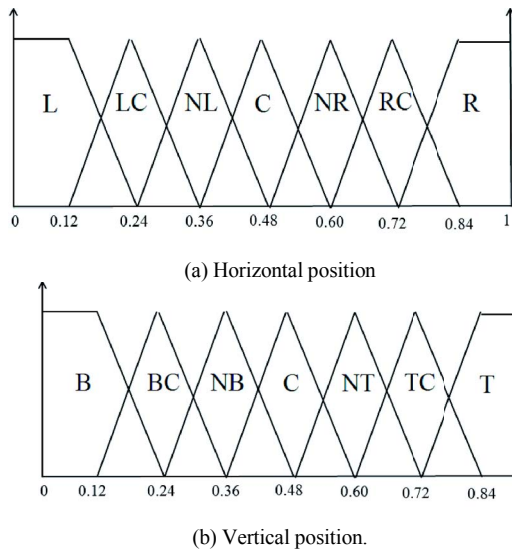 L LC NL C NR RC R
0 0.12 0.24 0.36 0.48 0.60 0.72 0.84 1
(a) Horizontal position
B BC NB C NT TC T
0 0.12 0.24 0.36 0.48 0.60 0.72 0.84
(b) Vertical position.